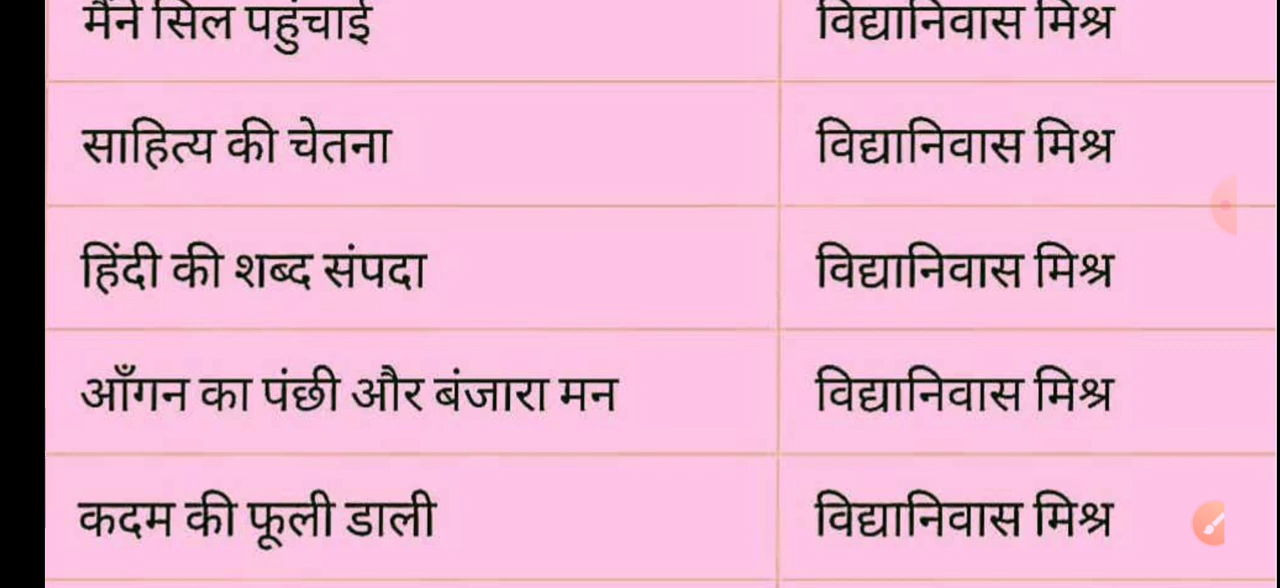 मैंने सिल पहुंचाई विद्यानिवास मिश्र
साहित्य की चेतना विद्यानिवास मिश्र
हिंदी की शब्द संपदा विद्यानिवास मिश्र
आँगन का पंछी और बंजारा मन विद्यानिवास मिश्र
कदम की फूली डाली विद्यानिवास मिश्र